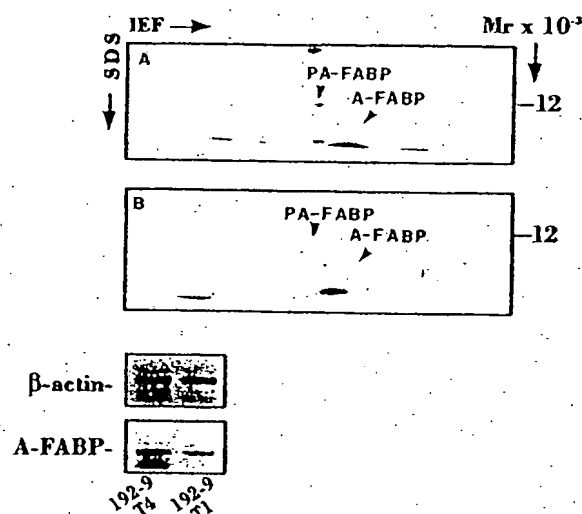 IEF
Mr x 10⁻³
SDS
A
PA-FABP
A-FABP
12
B
PA-FABP
A-FABP
12
β-actin-
A-FABP-
192-9 T4
192-9 T1